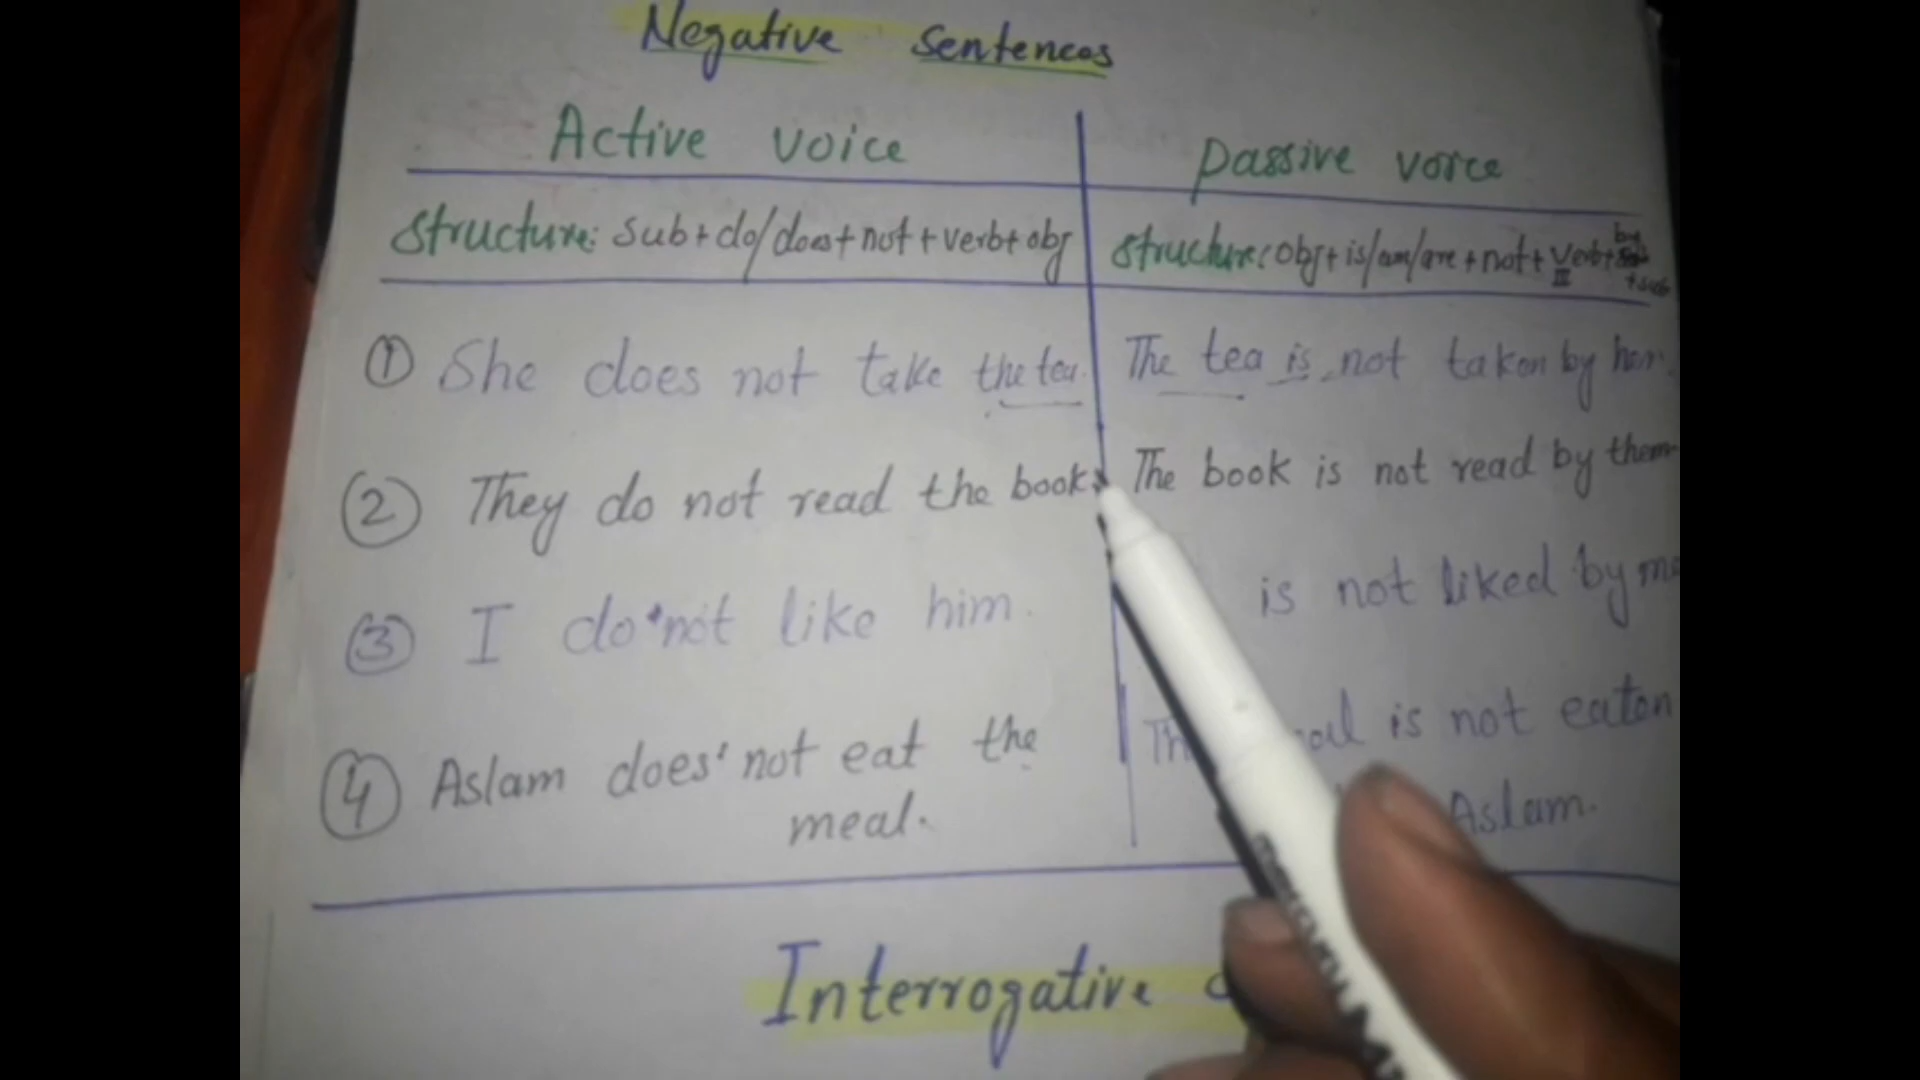 Negative Sentences
Active voice
Passive voice
Structure: Sub+do/does+not+verb+obj
Structure: Obj+is/am/are+not+verb+ by
III
+sub
① She does not take the tea.
The tea is not taken by her.
② They do not read the book.
The book is not read by them
③ I do not like him.
is not liked by me
④ Aslam does not eat the
meal.
is not eaten
Aslam.
Interrogative